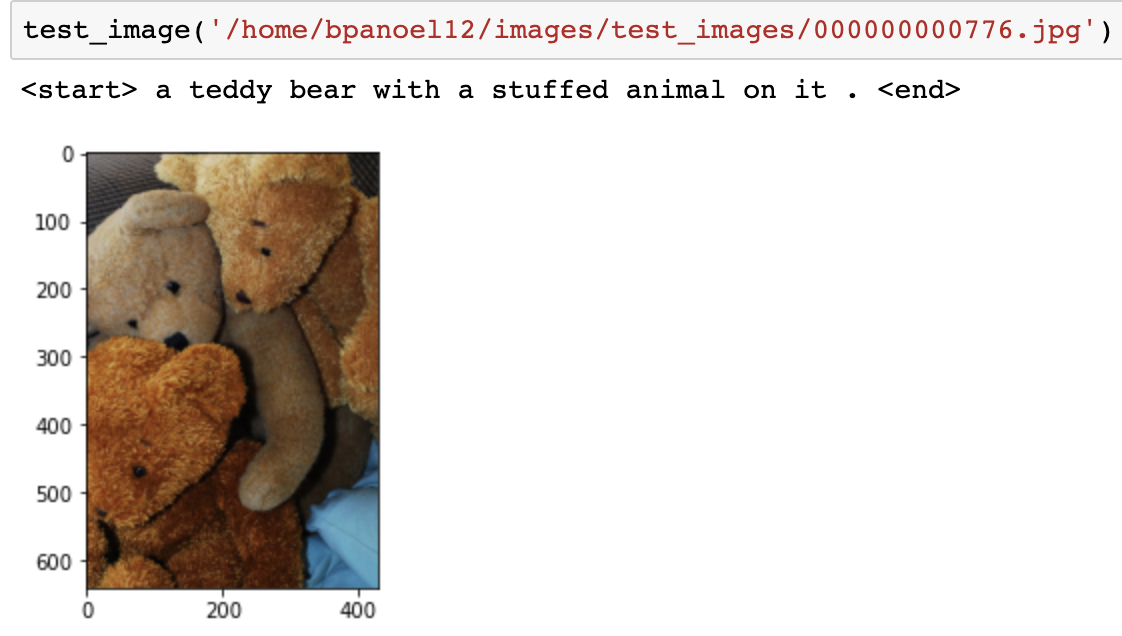 test_image('/home/bpanoel12/images/test_images/000000000776.jpg')
<start> a teddy bear with a stuffed animal on it . <end>
0
100
200
300
400
500
600
0 200 400